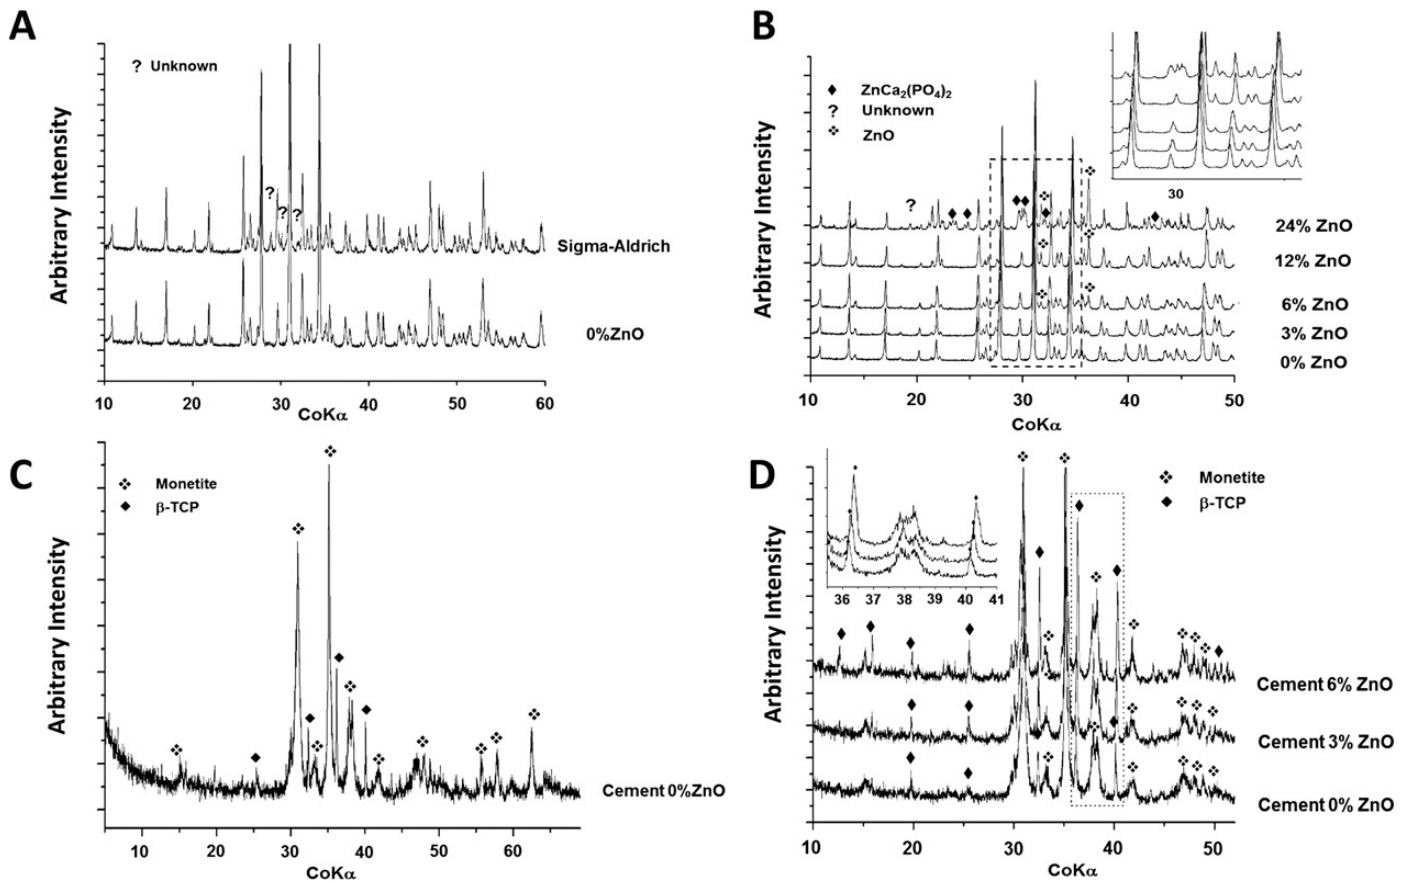 A
? Unknown
Arbitrary Intensity
?
?
?
Sigma-Aldrich
0%ZnO
10 20 30 40 50 60
CoKα
B
ZnCa2(PO4)2
? Unknown
ZnO
Arbitrary Intensity
30
?
24% ZnO
12% ZnO
6% ZnO
3% ZnO
0% ZnO
10 20 30 40 50
CoKα
C
Monetite
β-TCP
Arbitrary Intensity
Cement 0%ZnO
10 20 30 40 50 60
CoKα
D
Monetite
β-TCP
Arbitrary Intensity
36 37 38 39 40 41
Cement 6% ZnO
Cement 3% ZnO
Cement 0% ZnO
10 20 30 40 50
CoKα